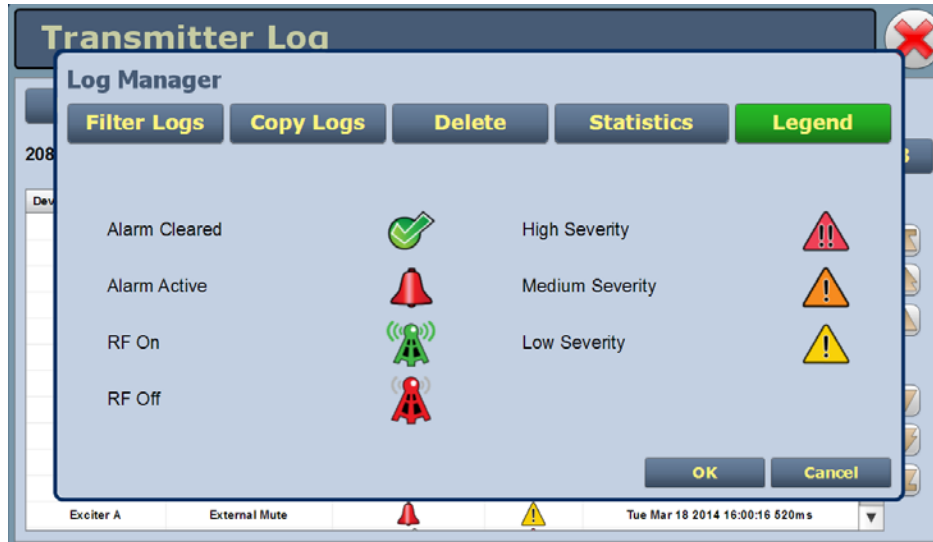 Transmitter Log
Log Manager
Filter Logs Copy Logs Delete Statistics Legend
208
Dev
Alarm Cleared High Severity
Alarm Active Medium Severity
RF On Low Severity
RF Off
OK Cancel
Exciter A External Mute Tue Mar 18 2014 16:00:16 520ms